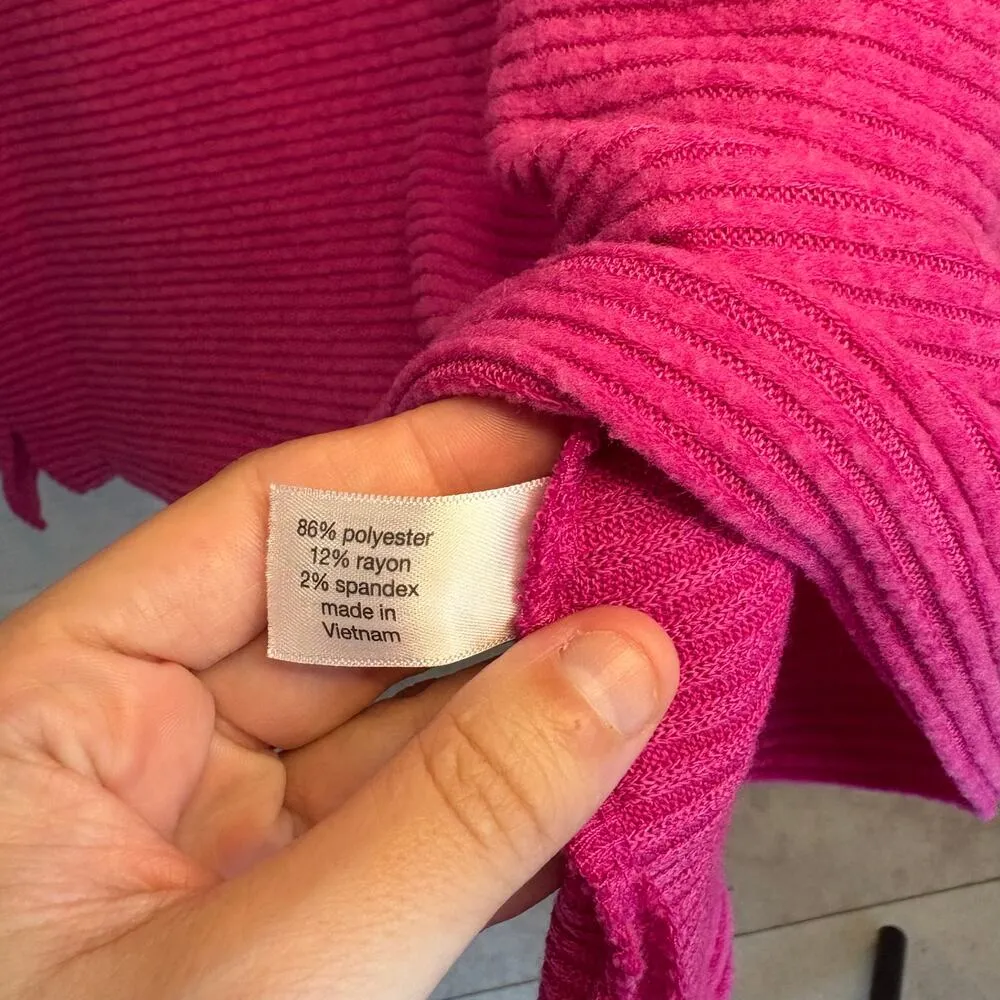 86% polyester
12% rayon
2% spandex
made in
Vietnam